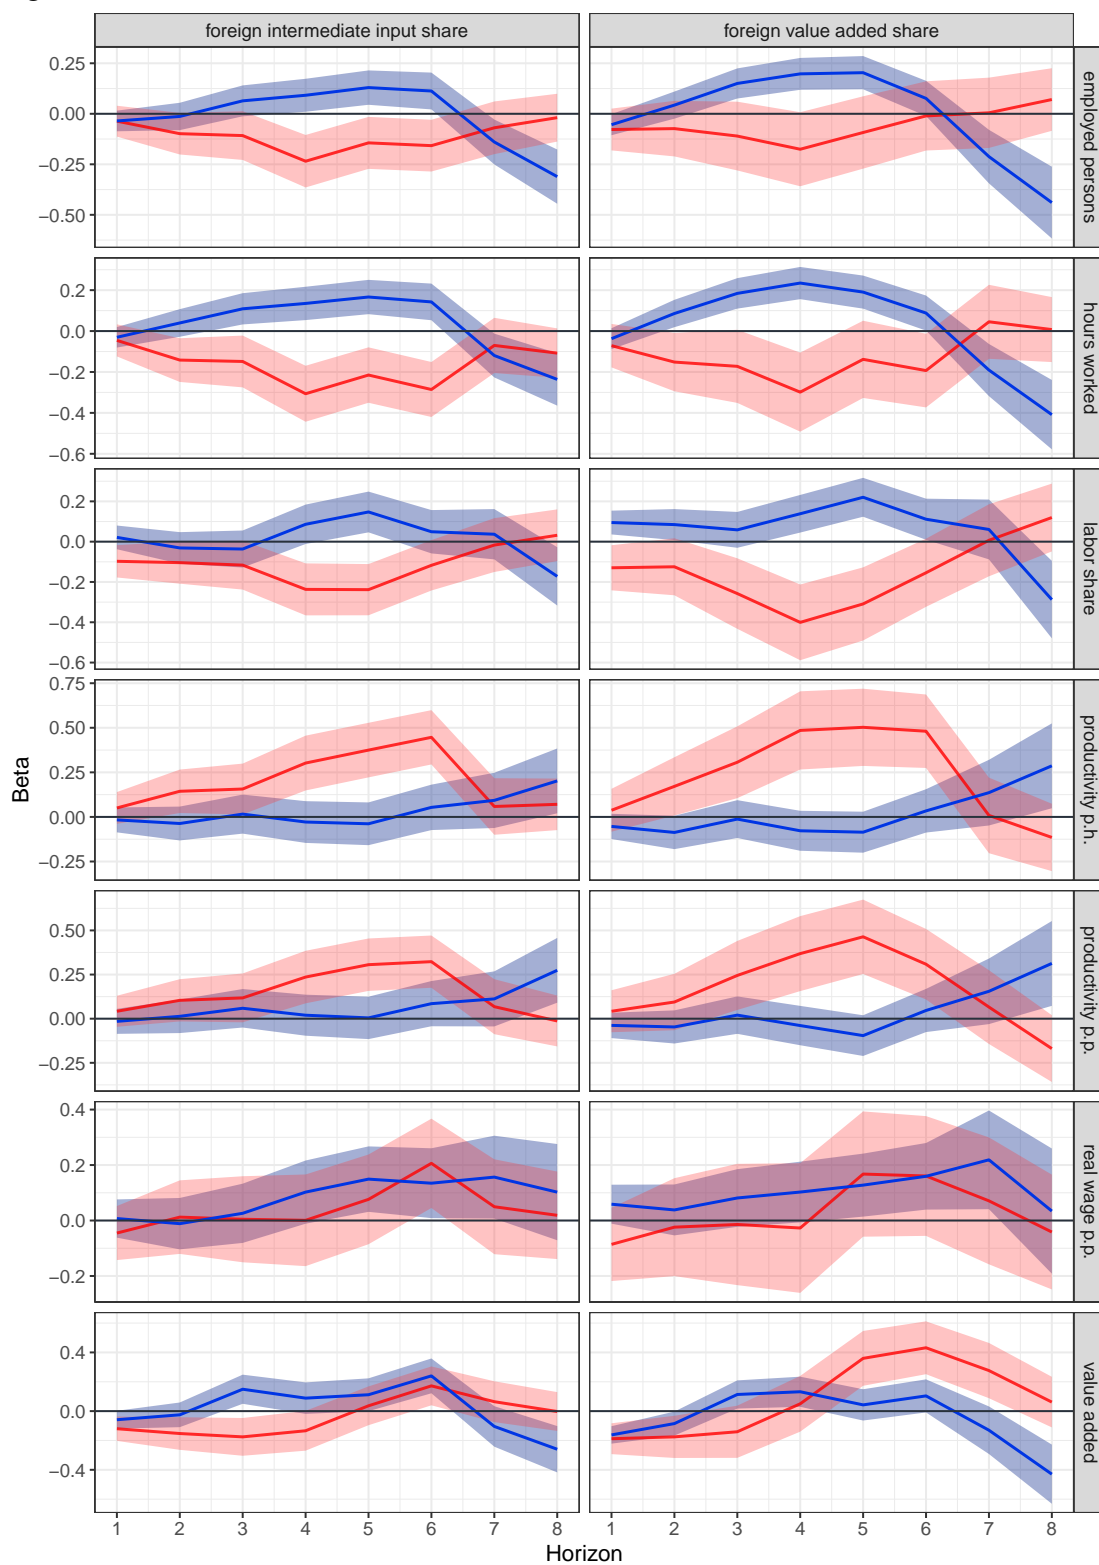 foreign intermediate input share
foreign value added share
0.25
0.00
−0.25
−0.50
employed persons
0.2
0.0
−0.2
−0.4
−0.6
hours worked
0.2
0.0
−0.2
−0.4
−0.6
labor share
0.75
0.50
0.25
0.00
−0.25
productivity p.h.
Beta
0.50
0.25
0.00
−0.25
productivity p.p.
0.4
0.2
0.0
−0.2
real wage p.p.
0.4
0.0
−0.4
value added
1 2 3 4 5 6 7 8
1 2 3 4 5 6 7 8
Horizon